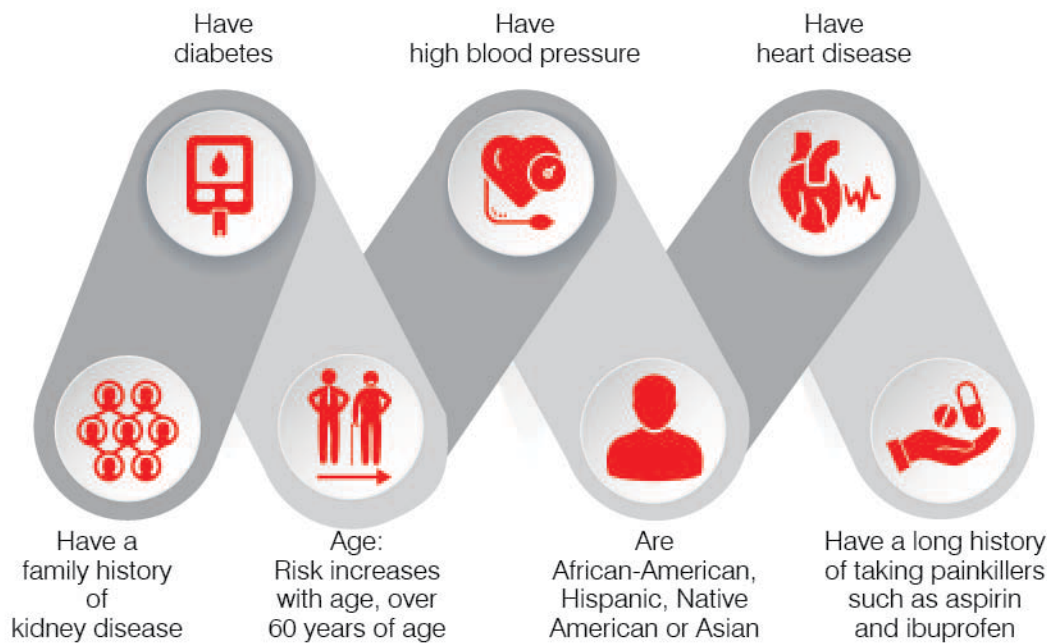 Have
diabetes
Have
high blood pressure
Have
heart disease
Have a
family history
of
kidney disease
Age:
Risk increases
with age, over
60 years of age
Are
African-American,
Hispanic, Native
American or Asian
Have a long history
of taking painkillers
such as aspirin
and ibuprofen